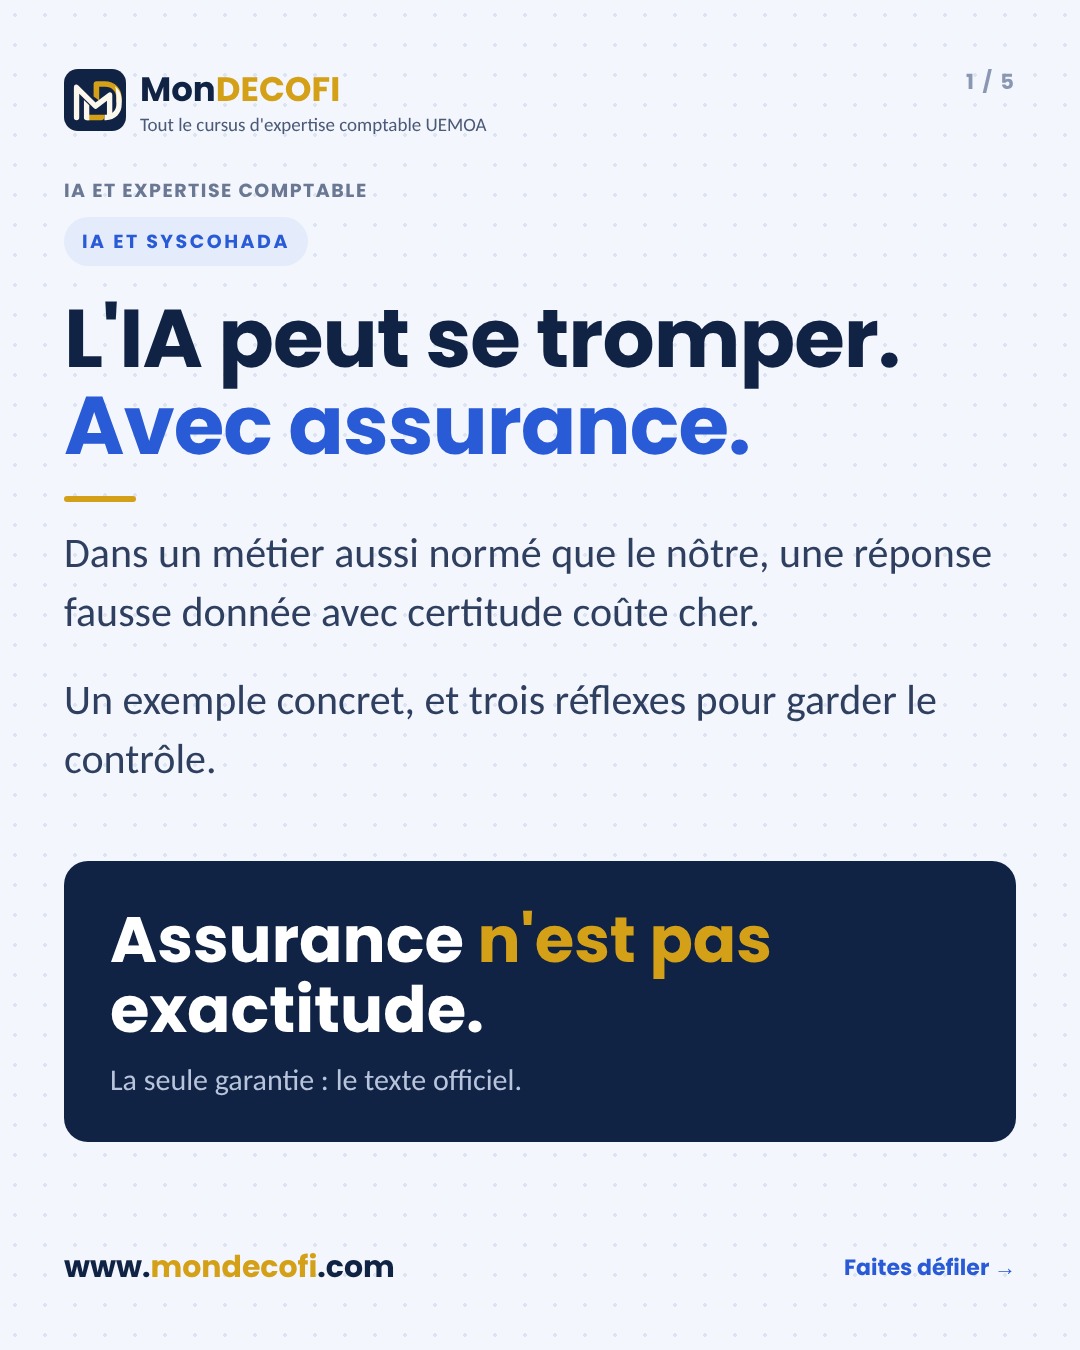 MonDECOFI
Tout le cursus d'expertise comptable UEMOA
1 / 5
IA ET EXPERTISE COMPTABLE
IA ET SYSCOHADA
L'IA peut se tromper.
Avec assurance.
Dans un métier aussi normé que le nôtre, une réponse
fausse donnée avec certitude coûte cher.
Un exemple concret, et trois réflexes pour garder le
contrôle.
Assurance n'est pas
exactitude.
La seule garantie : le texte officiel.
www.mondecofi.com
Faites défiler →